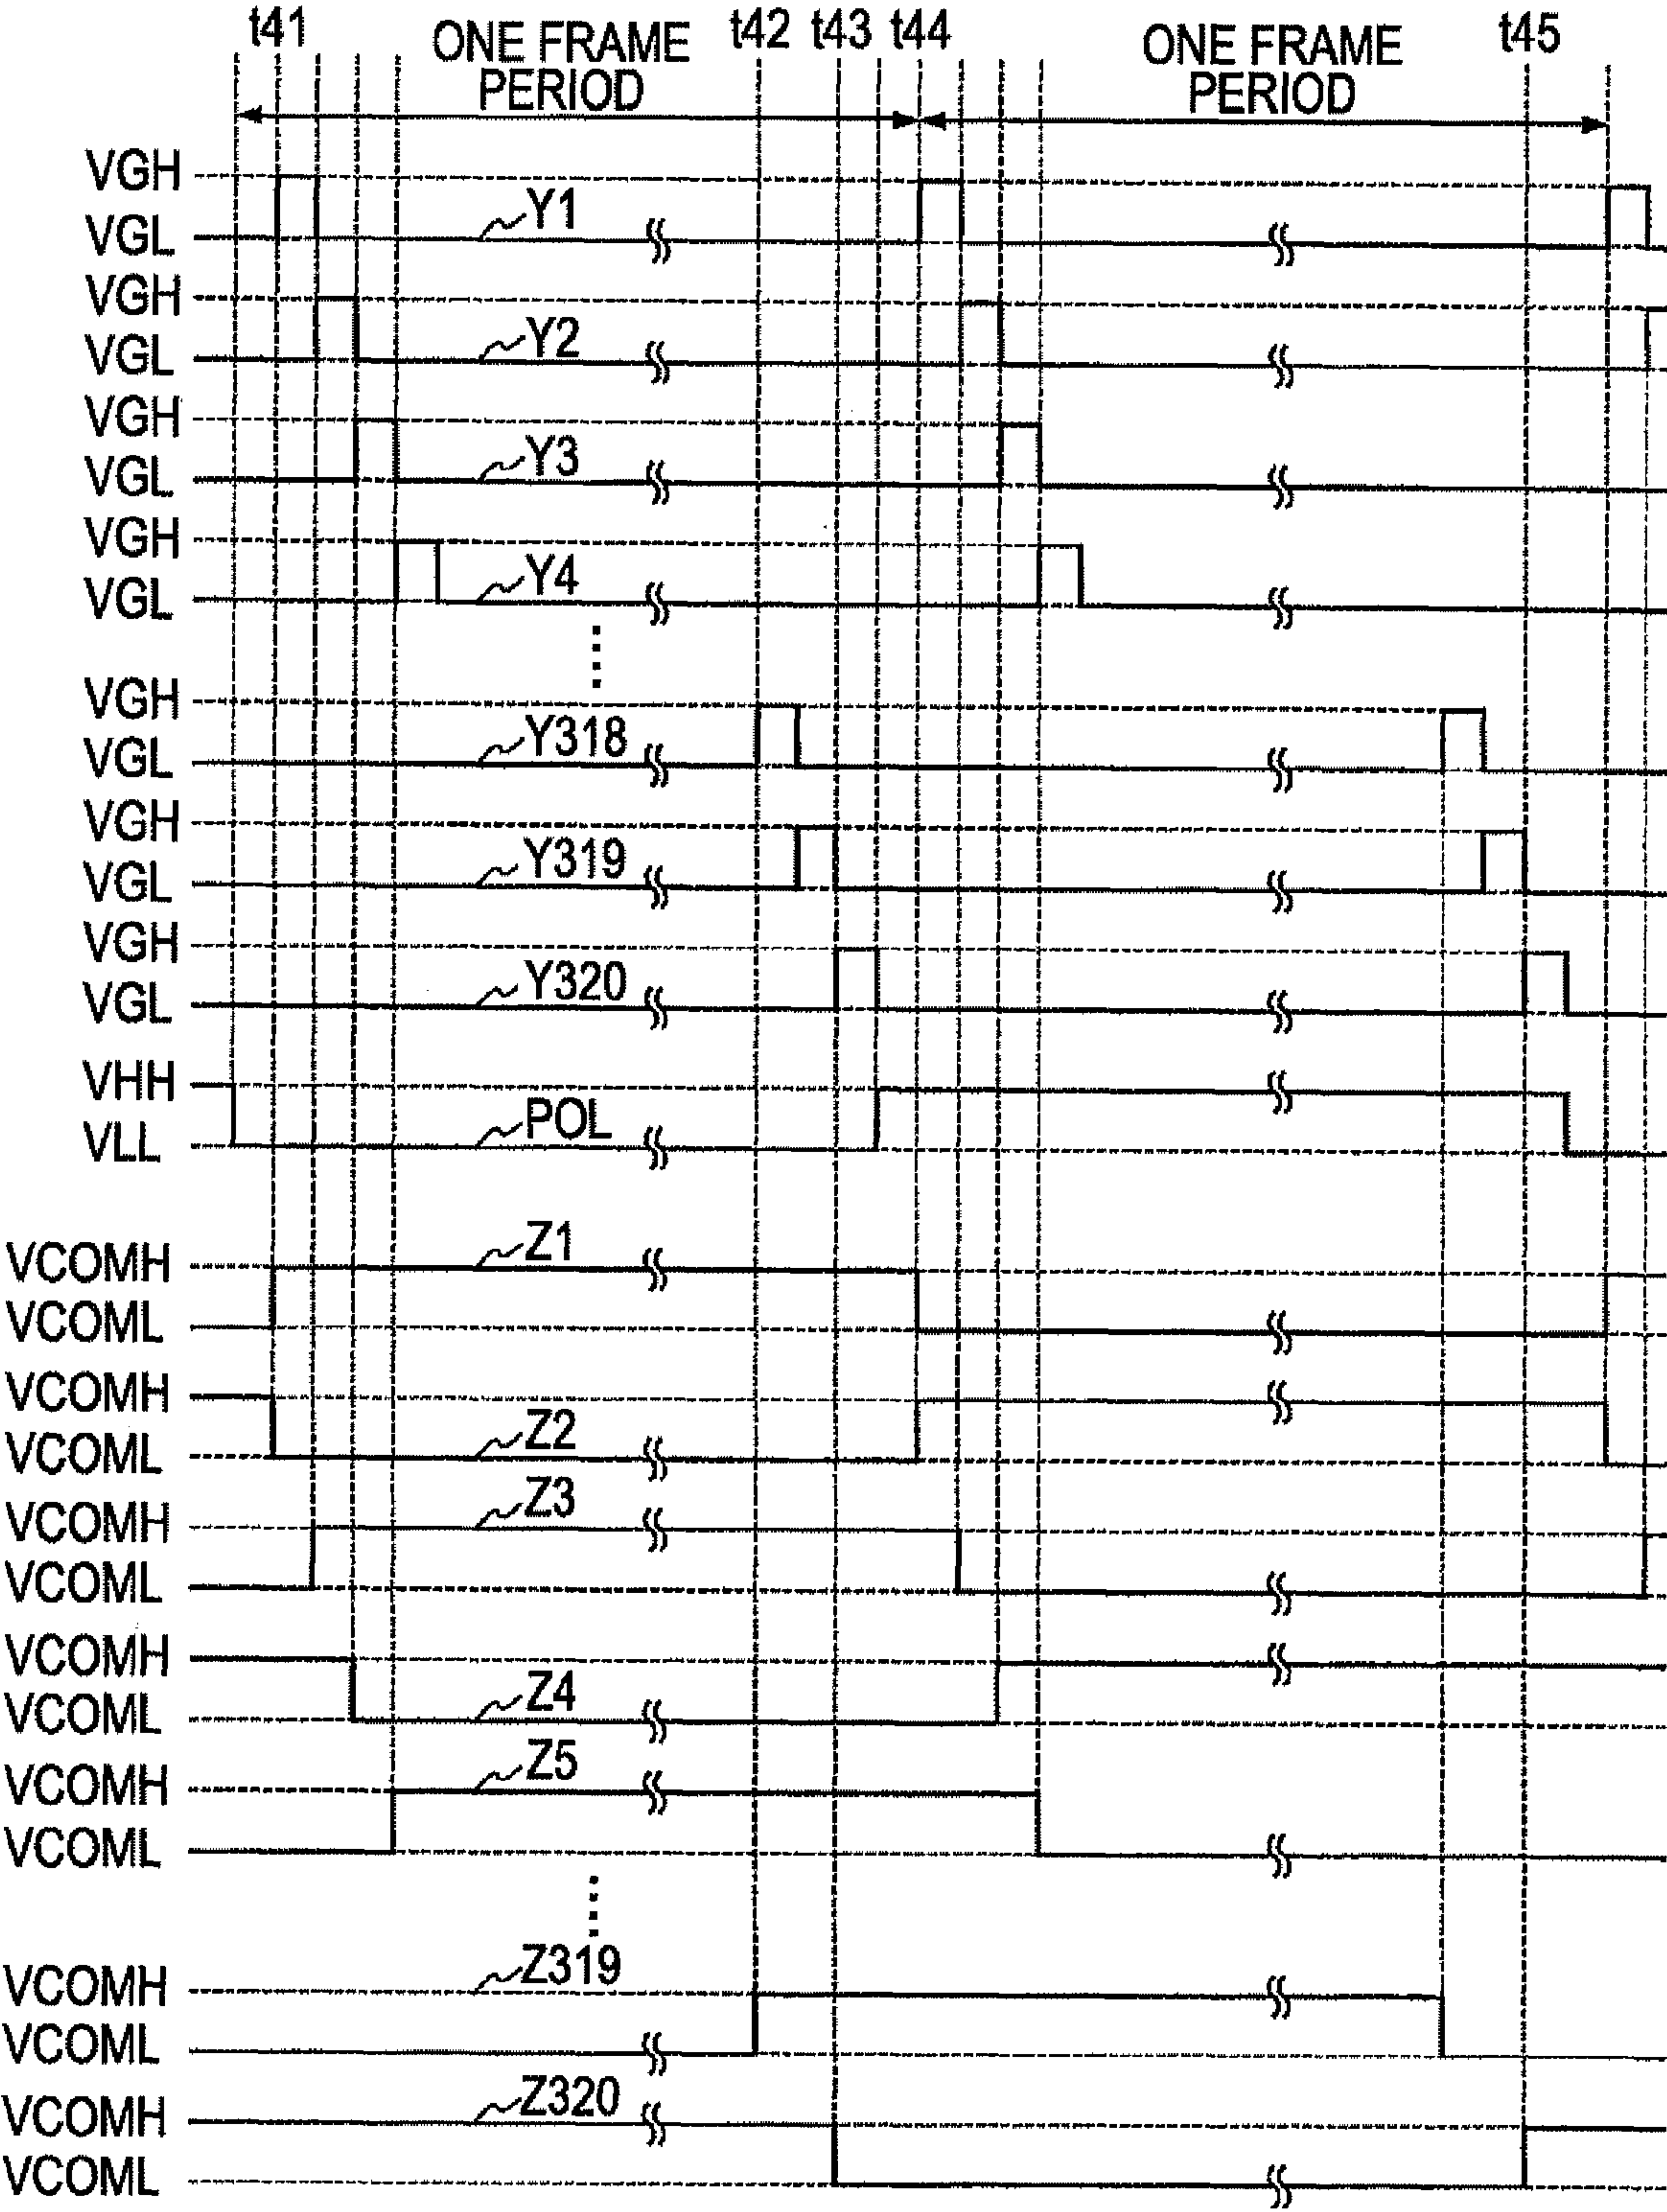 t41 ONE FRAME t42 t43 t44 ONE FRAME t45
PERIOD PERIOD
VGH
VGL Y1
VGH
VGL Y2
VGH
VGL Y3
VGH
VGL Y4
VGH
VGL Y318
VGH
VGL Y319
VGH
VGL Y320
VHH
VLL POL
VCOMH Z1
VCOML
VCOMH
VCOML Z2
VCOMH Z3
VCOML
VCOMH
VCOML Z4
VCOMH Z5
VCOML
VCOMH Z319
VCOML
VCOMH Z320
VCOML